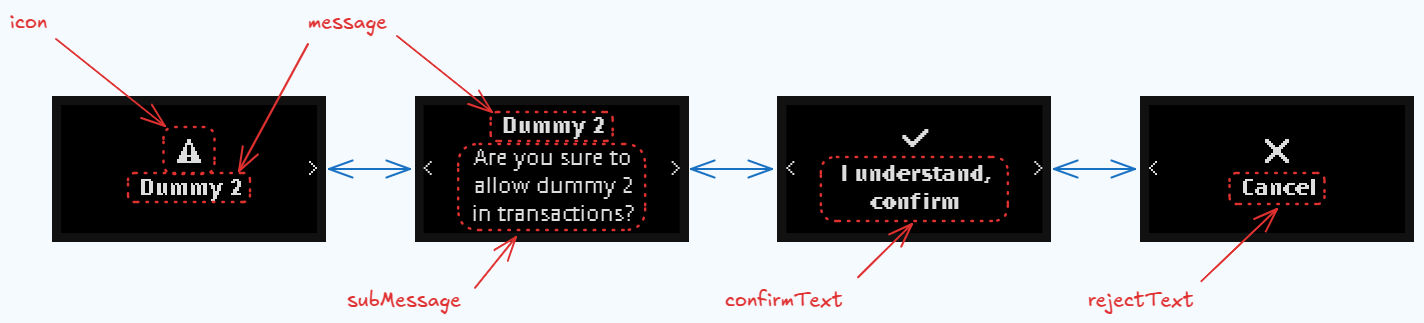 icon
message
Dummy 2
Dummy 2
Are you sure to
allow dummy 2
in transactions?
I understand,
confirm
Cancel
subMessage
confirmText
rejectText